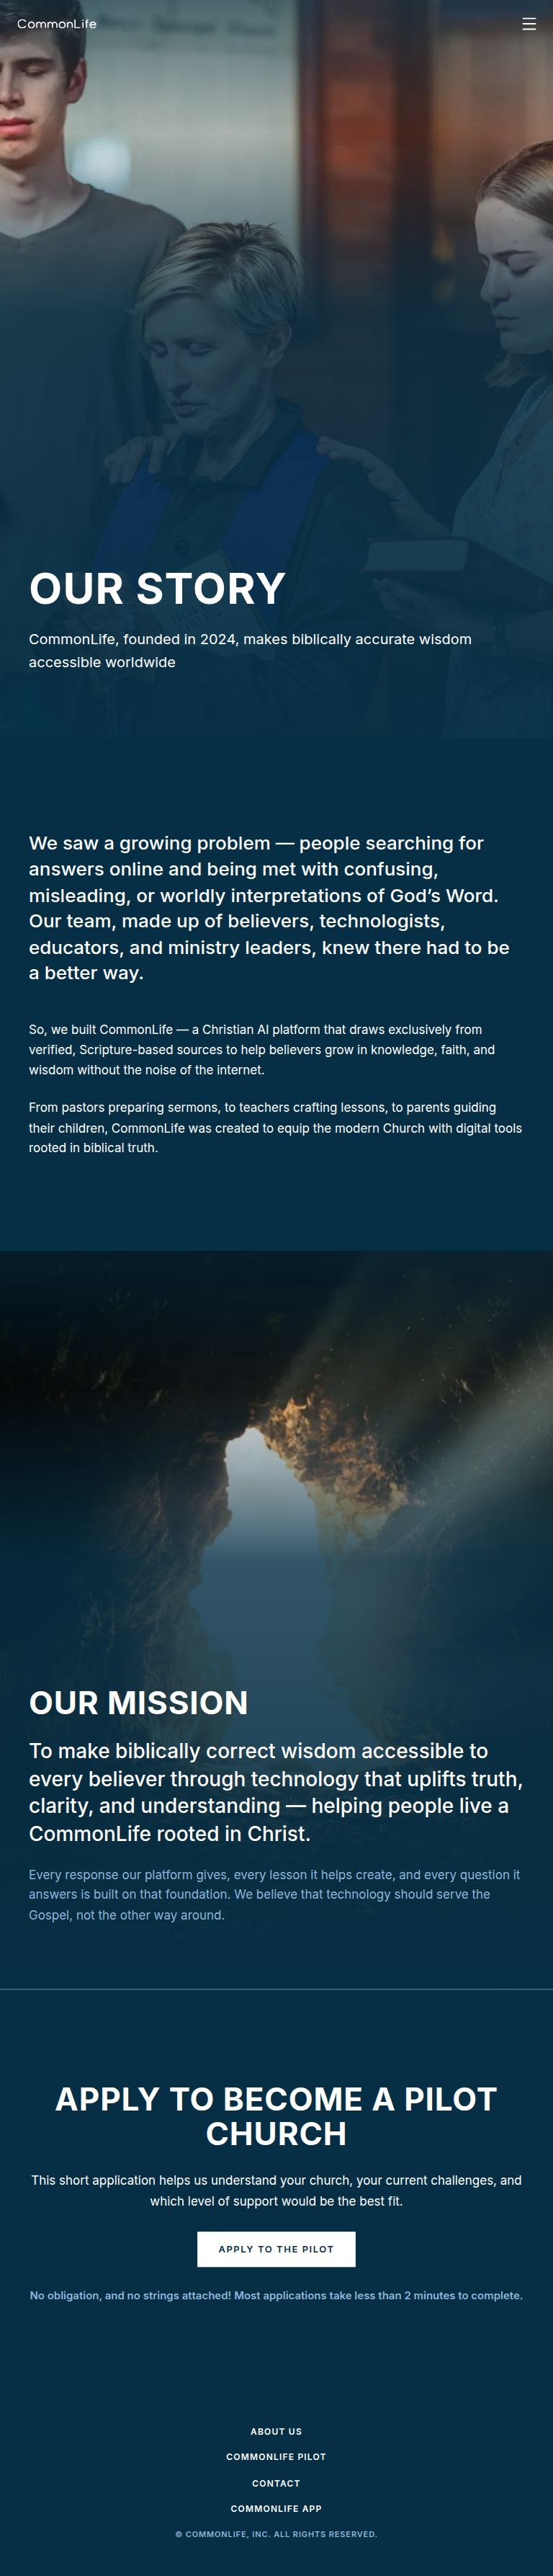 CommonLife
OUR STORY
CommonLife, founded in 2024, makes biblically accurate wisdom
accessible worldwide
We saw a growing problem — people searching for
answers online and being met with confusing,
misleading, or worldly interpretations of God’s Word.
Our team, made up of believers, technologists,
educators, and ministry leaders, knew there had to be
a better way.
So, we built CommonLife — a Christian AI platform that draws exclusively from
verified, Scripture-based sources to help believers grow in knowledge, faith, and
wisdom without the noise of the internet.
From pastors preparing sermons, to teachers crafting lessons, to parents guiding
their children, CommonLife was created to equip the modern Church with digital tools
rooted in biblical truth.
OUR MISSION
To make biblically correct wisdom accessible to
every believer through technology that uplifts truth,
clarity, and understanding — helping people live a
CommonLife rooted in Christ.
Every response our platform gives, every lesson it helps create, and every question it
answers is built on that foundation. We believe that technology should serve the
Gospel, not the other way around.
APPLY TO BECOME A PILOT
CHURCH
This short application helps us understand your church, your current challenges, and
which level of support would be the best fit.
APPLY TO THE PILOT
No obligation, and no strings attached! Most applications take less than 2 minutes to complete.
ABOUT US
COMMONLIFE PILOT
CONTACT
COMMONLIFE APP
© COMMONLIFE, INC. ALL RIGHTS RESERVED.